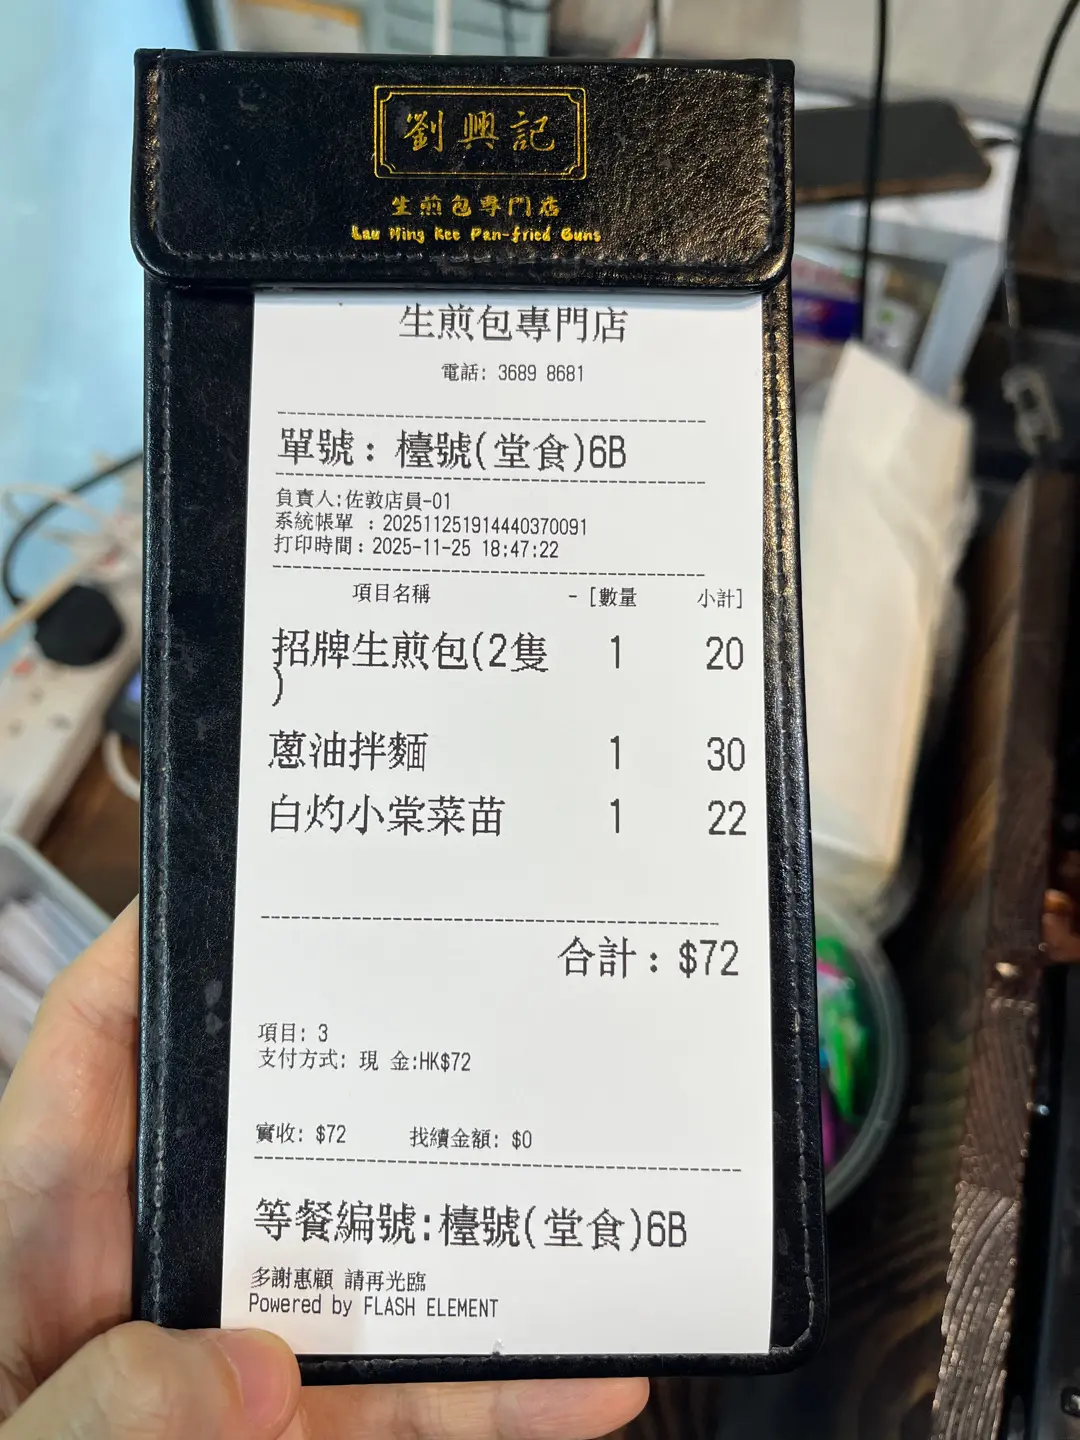 劉興記
生煎包專門店
Lau Hing Kee Pan-fried Buns
生煎包專門店
電話: 3689 8681
單號: 檯號(堂食)6B
負責人:佐敦店員-01
系統帳單 :202511251914440370091
打印時間:2025-11-25 18:47:22
項目名稱 -[數量 小計]
招牌生煎包(2隻 1 20
)
蔥油拌麵 1 30
白灼小棠菜苗 1 22
合計:$72
項目: 3
支付方式: 現 金:HK$72
實收: $72 找續金額: $0
等餐編號:檯號(堂食)6B
多謝惠顧 請再光臨
Powered by FLASH ELEMENT